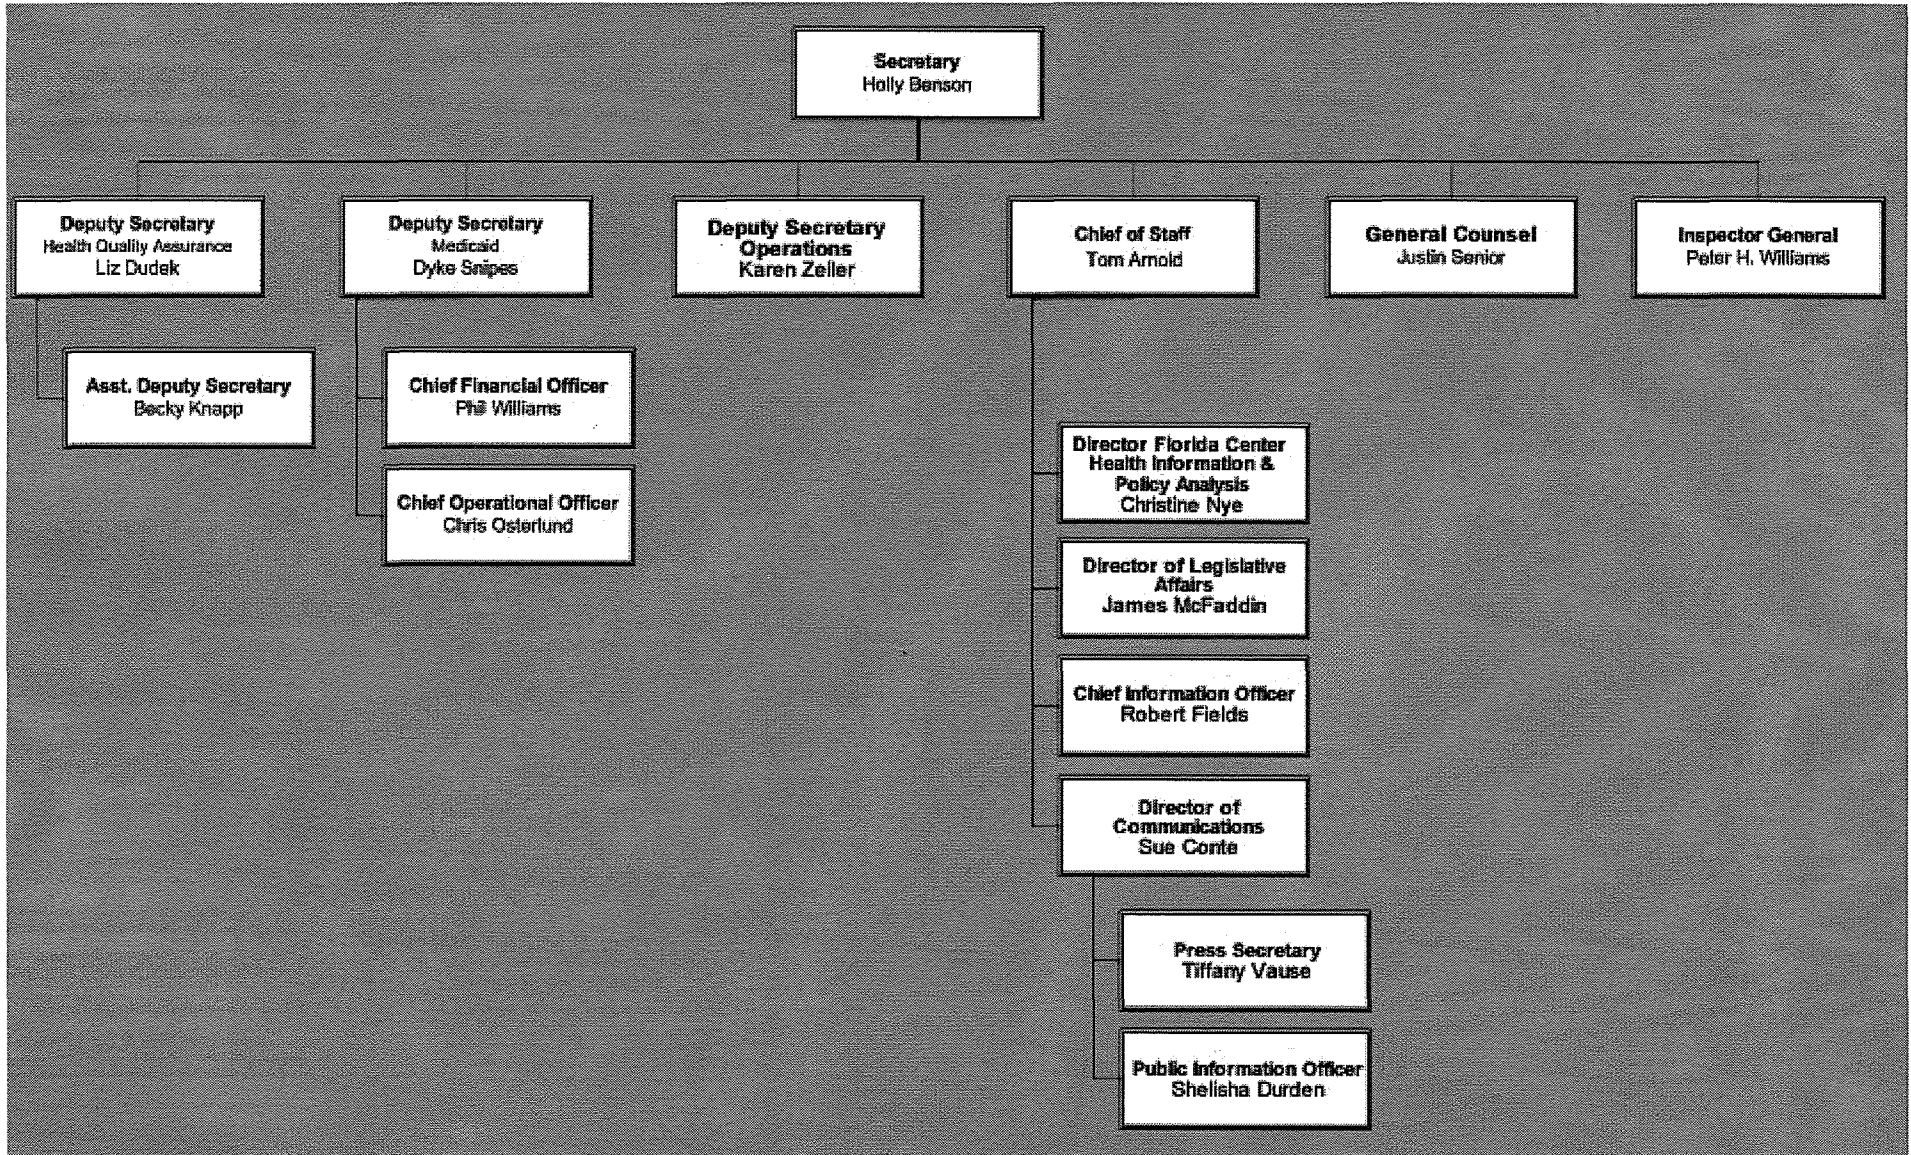 Secretary
Holly Benson
Deputy Secretary
Health Quality Assurance
Liz Dudek
Deputy Secretary
Medicaid
Dyke Snipes
Deputy Secretary
Operations
Karen Zeller
Chief of Staff
Tom Arnold
General Counsel
Justin Senior
Inspector General
Peter H. Williams
Asst. Deputy Secretary
Becky Knapp
Chief Financial Officer
Phil Williams
Chief Operational Officer
Chris Osterlund
Director Florida Center
Health Information &
Policy Analysis
Christine Nye
Director of Legislative
Affairs
James McFaddin
Chief Information Officer
Robert Fields
Director of
Communications
Sue Conte
Press Secretary
Tiffany Vause
Public Information Officer
Shelisha Durden